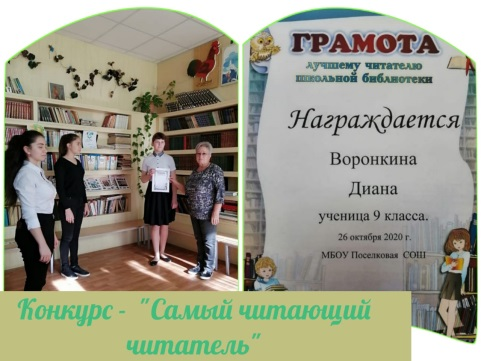 ГРАМОТА
лучшему читателю
школьной библиотеки
Награждается
Воронкина
Диана
ученица 9 класса.
26 октября 2020 г.
МБОУ Поселковая СОШ
Конкурс - "Самый читающий
читатель"